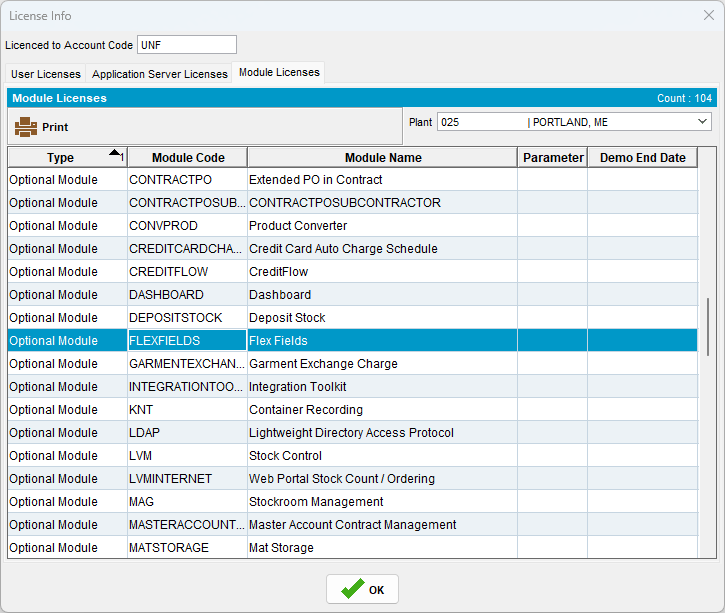 License Info
Licenced to Account Code UNF
User Licenses Application Server Licenses Module Licenses
Module Licenses Count : 104
Print Plant 025 | PORTLAND, ME
Type 1 Module Code Module Name Parameter Demo End Date
Optional Module CONTRACTPO Extended PO in Contract
Optional Module CONTRACTPOSUB... CONTRACTPOSUBCONTRACTOR
Optional Module CONVPROD Product Converter
Optional Module CREDITCARDCHA... Credit Card Auto Charge Schedule
Optional Module CREDITFLOW CreditFlow
Optional Module DASHBOARD Dashboard
Optional Module DEPOSITSTOCK Deposit Stock
Optional Module FLEXFIELDS Flex Fields
Optional Module GARMENTEXCHAN... Garment Exchange Charge
Optional Module INTEGRATIONTOO... Integration Toolkit
Optional Module KNT Container Recording
Optional Module LDAP Lightweight Directory Access Protocol
Optional Module LVM Stock Control
Optional Module LVMINTERNET Web Portal Stock Count / Ordering
Optional Module MAG Stockroom Management
Optional Module MASTERACCOUNT... Master Account Contract Management
Optional Module MATSTORAGE Mat Storage
OK